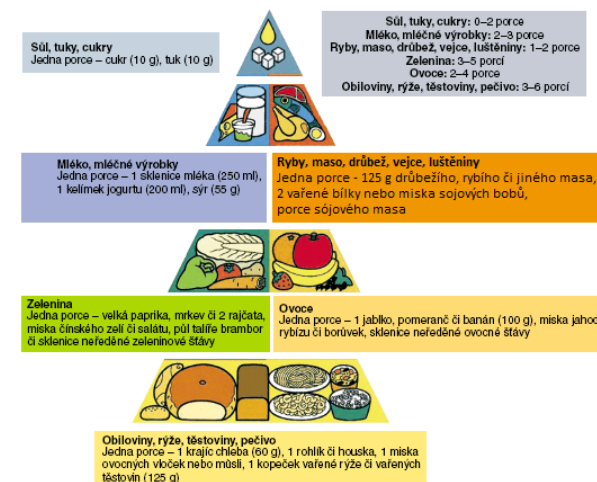 Sůl, tuky, cukry
Jedna porce – cukr (10 g), tuk (10 g)
Sůl, tuky, cukry: 0–2 porce
Mléko, mléčné výrobky: 2–3 porce
Ryby, maso, drůbež, vejce, luštěniny: 1–2 porce
Zelenina: 3–5 porcí
Ovoce: 2–4 porce
Obiloviny, rýže, těstoviny, pečivo: 3–6 porcí
Mléko, mléčné výrobky
Jedna porce – 1 sklenice mléka (250 ml),
1 kelímek jogurtu (200 ml), sýr (55 g)
Ryby, maso, drůbež, vejce, luštěniny
Jedna porce - 125 g drůbežího, rybího či jiného masa,
2 vařené bílky nebo miska sojových bobů,
porce sójového masa
Zelenina
Jedna porce – velká paprika, mrkev či 2 rajčata,
miska čínského zelí či salátu, půl talíře brambor
či sklenice neředěné zeleninové šťávy
Ovoce
Jedna porce – 1 jablko, pomeranč či banán (100 g), miska jahod
rybízu či borůvek, sklenice neředěné ovocné šťávy
Obiloviny, rýže, těstoviny, pečivo
Jedna porce – 1 krajíc chleba (60 g), 1 rohlík či houska, 1 miska
ovocných vloček nebo műsli, 1 kopeček vařené rýže či vařených
těstovin (125 g)